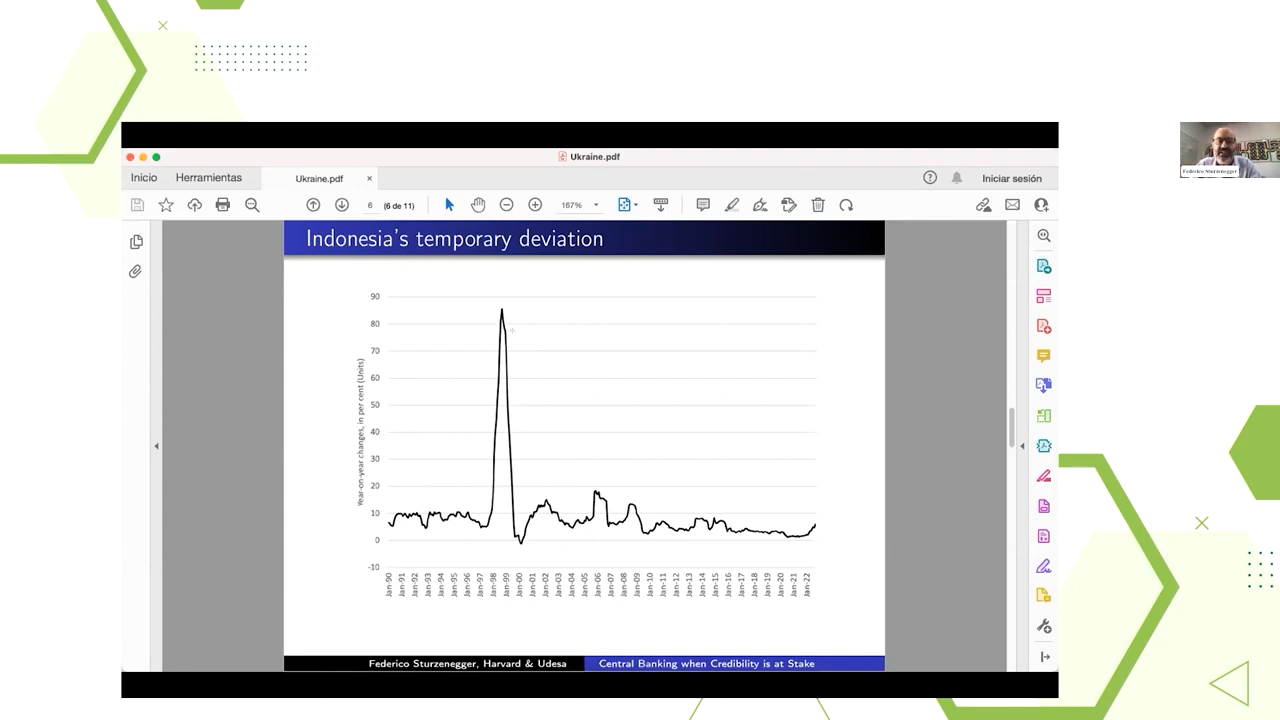 Ukraine.pdf
Inicio
Herramientas
Ukraine.pdf
×
Iniciar sesión
6
(6 de 11)
167%
Indonesia's temporary deviation
Year-on-year changes, in per cent (Units)
90
80
70
60
50
40
30
20
10
0
-10
Jan-90
Jan-91
Jan-92
Jan-93
Jan-94
Jan-95
Jan-96
Jan-97
Jan-98
Jan-99
Jan-00
Jan-01
Jan-02
Jan-03
Jan-04
Jan-05
Jan-06
Jan-07
Jan-08
Jan-09
Jan-10
Jan-11
Jan-12
Jan-13
Jan-14
Jan-15
Jan-16
Jan-17
Jan-18
Jan-19
Jan-20
Jan-21
Jan-22
Federico Sturzenegger, Harvard & Udesa
Central Banking when Credibility is at Stake
Federico Sturzenegger